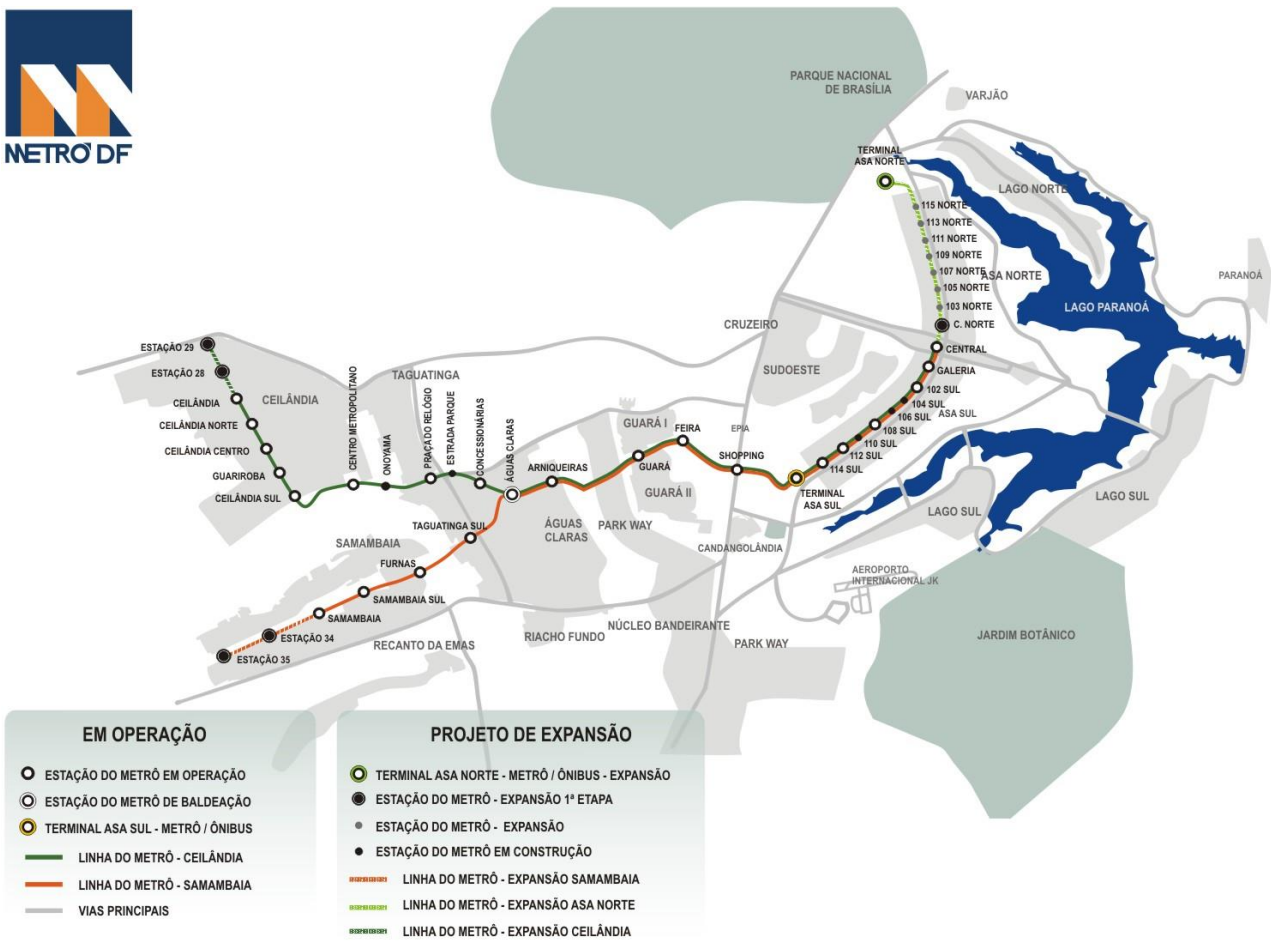 METRÔ DF
PARQUE NACIONAL
DE BRASÍLIA
VARJÃO
TERMINAL
ASA NORTE
LAGO NORTE
115 NORTE
113 NORTE
111 NORTE
109 NORTE
107 NORTE
ASA NORTE
105 NORTE
103 NORTE
C. NORTE
PARANOÁ
LAGO PARANOÁ
CRUZEIRO
CENTRAL
SUDOESTE
GALERIA
102 SUL
104 SUL
106 SUL
ASA SUL
108 SUL
110 SUL
112 SUL
114 SUL
TERMINAL
ASA SUL
ESTAÇÃO 29
ESTAÇÃO 28
CEILÂNDIA
CEILÂNDIA
CEILÂNDIA NORTE
CEILÂNDIA CENTRO
GUARIROBA
CEILÂNDIA SUL
TAGUATINGA
CENTRO METROPOLITANO
ONOYAMA
PRAÇA DO RELÓGIO
ESTRADA PARQUE
CONCESSIONÁRIAS
ÁGUAS CLARAS
ARNIQUEIRAS
GUARÁ I
FEIRA
EPIA
GUARÁ
SHOPPING
GUARÁ II
LAGO SUL
LAGO SUL
TAGUATINGA SUL
ÁGUAS
CLARAS
PARK WAY
CANDANGOLÂNDIA
SAMAMBAIA
FURNAS
SAMAMBAIA SUL
SAMAMBAIA
ESTAÇÃO 34
ESTAÇÃO 35
RECANTO DA EMAS
RIACHO FUNDO
NÚCLEO BANDEIRANTE
PARK WAY
AEROPORTO
INTERNACIONAL JK
JARDIM BOTÂNICO
EM OPERAÇÃO
ESTAÇÃO DO METRÔ EM OPERAÇÃO
ESTAÇÃO DO METRÔ DE BALDEAÇÃO
TERMINAL ASA SUL - METRÔ / ÔNIBUS
LINHA DO METRÔ - CEILÂNDIA
LINHA DO METRÔ - SAMAMBAIA
VIAS PRINCIPAIS
PROJETO DE EXPANSÃO
TERMINAL ASA NORTE - METRÔ / ÔNIBUS - EXPANSÃO
ESTAÇÃO DO METRÔ - EXPANSÃO 1ª ETAPA
ESTAÇÃO DO METRÔ - EXPANSÃO
ESTAÇÃO DO METRÔ EM CONSTRUÇÃO
LINHA DO METRÔ - EXPANSÃO SAMAMBAIA
LINHA DO METRÔ - EXPANSÃO ASA NORTE
LINHA DO METRÔ - EXPANSÃO CEILÂNDIA